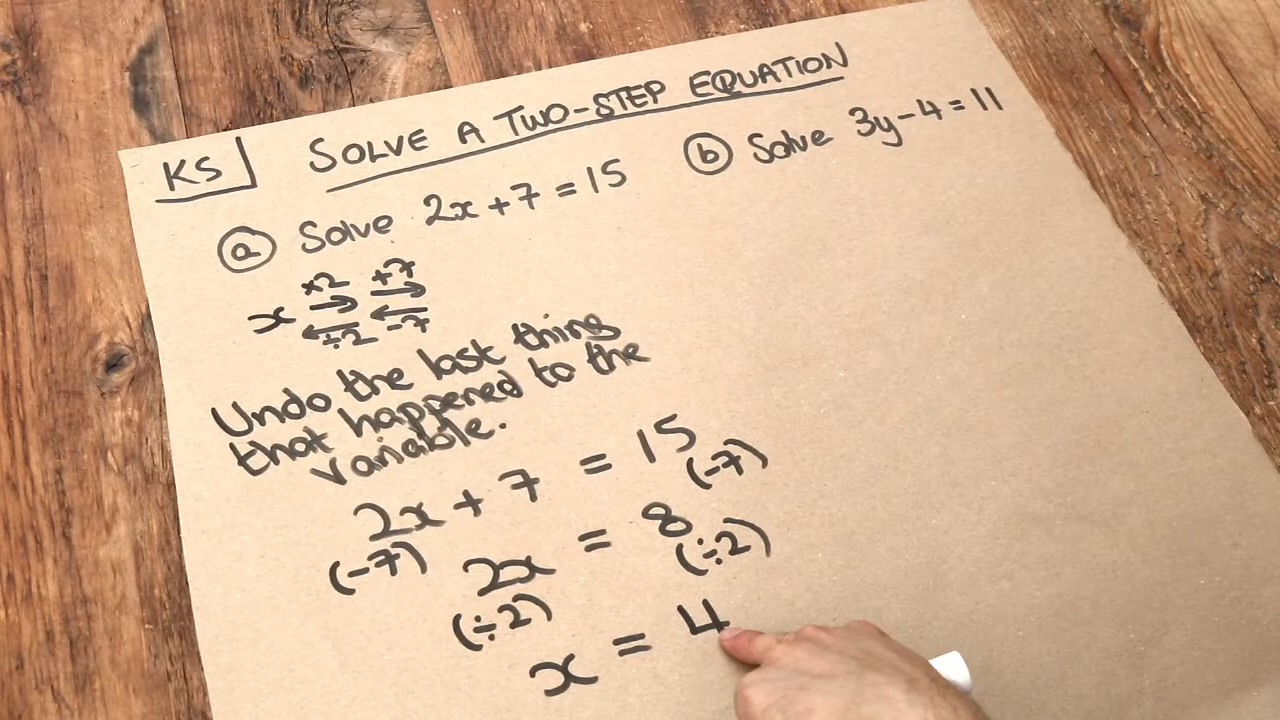 KS
SOLVE A TWO-STEP EQUATION
ⓐ Solve 2x + 7 = 15
ⓑ Solve 3y - 4 = 11
×2 +7
x → →
← ←
÷2 -7
Undo the last thing
that happened to the
variable.
2x + 7 = 15
(-7) (-7)
2x = 8
(÷2) (÷2)
x = 4